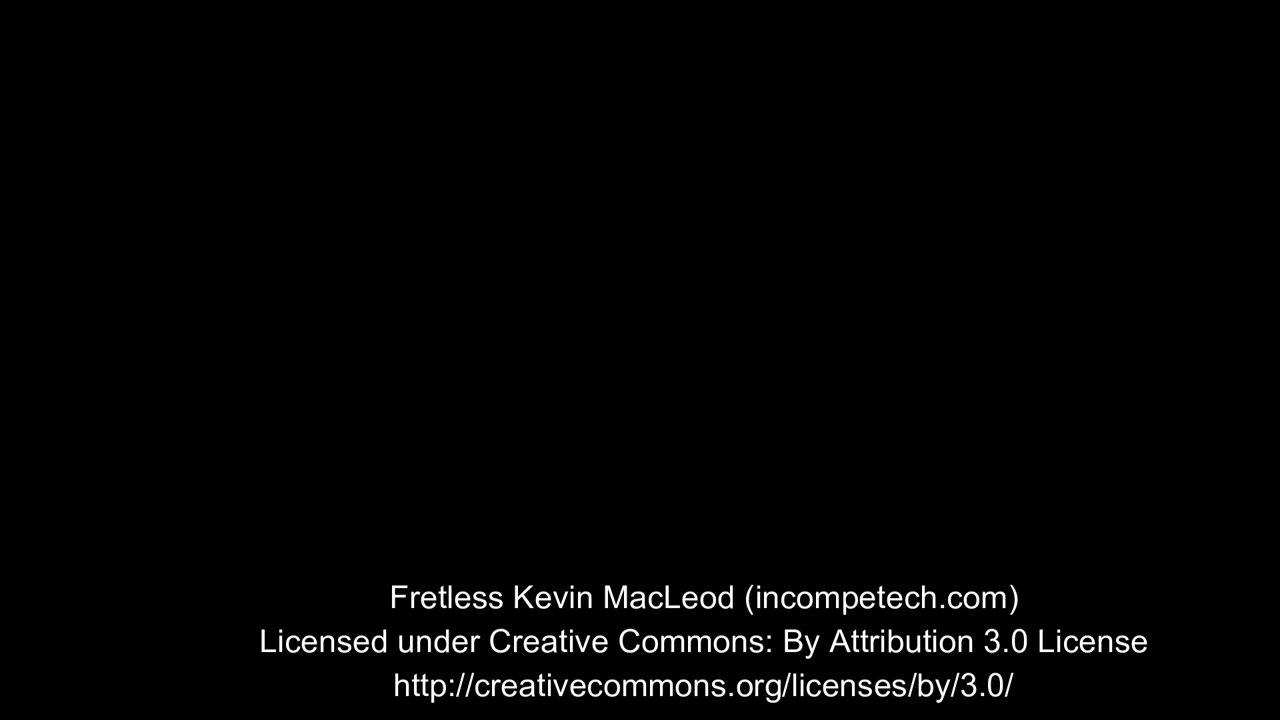 Fretless Kevin MacLeod (incompetech.com)
Licensed under Creative Commons: By Attribution 3.0 License
http://creativecommons.org/licenses/by/3.0/